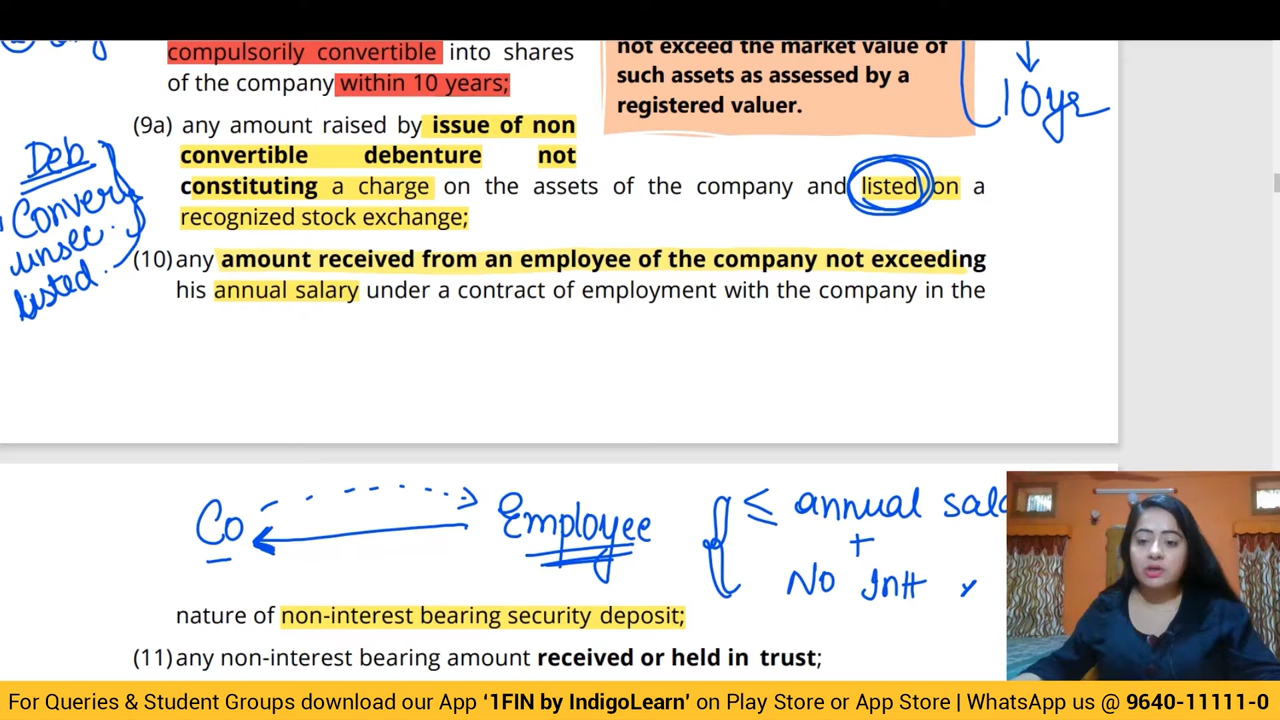 compulsorily convertible into shares
of the company within 10 years;
not exceed the market value of
such assets as assessed by a
registered valuer.
10yr
(9a) any amount raised by issue of non
convertible debenture not
constituting a charge on the assets of the company and listed on a
recognized stock exchange;
Deb
Conver
unsec.
listed
(10) any amount received from an employee of the company not exceeding
his annual salary under a contract of employment with the company in the
Co Employee ≤ annual sala
+
No Intt x
nature of non-interest bearing security deposit;
(11) any non-interest bearing amount received or held in trust;
For Queries & Student Groups download our App '1FIN by IndigoLearn' on Play Store or App Store | WhatsApp us @ 9640-11111-0